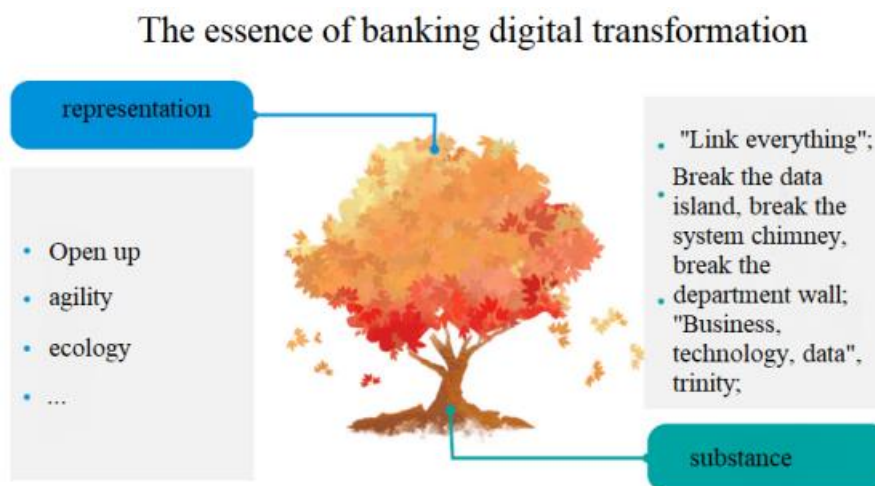 The essence of banking digital transformation
representation
Open up
agility
ecology
...
"Link everything";
Break the data
island, break the
system chimney,
break the
department wall;
"Business,
technology, data",
trinity;
substance